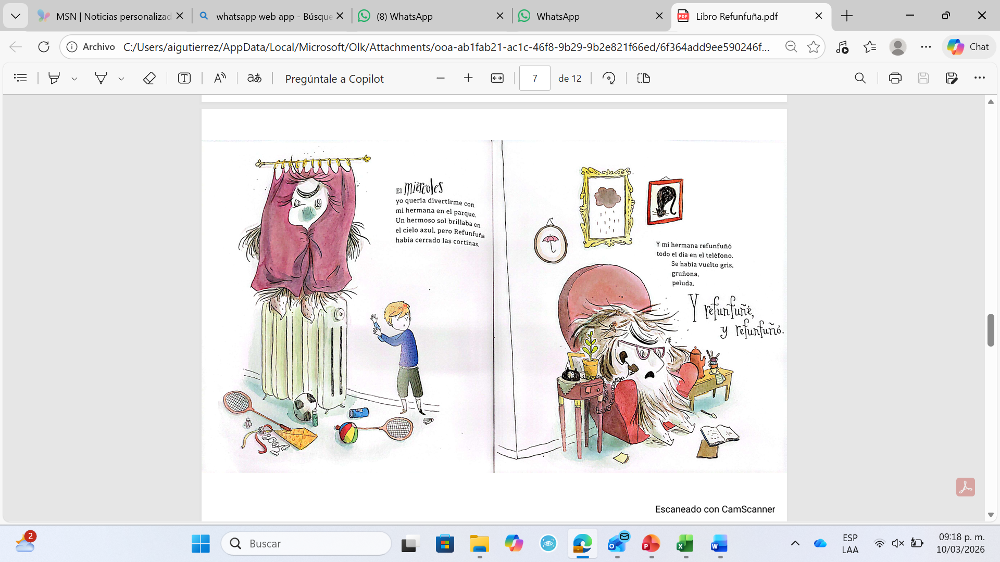 MSN | Noticias personalizad
whatsapp web app - Búsque
(8) WhatsApp
WhatsApp
Libro Refunfuña.pdf
Archivo
C:/Users/aigutierrez/AppData/Local/Microsoft/Olk/Attachments/ooa-ab1fab21-ac1c-46f8-9b29-9b2e821f66ed/6f364add9ee590246f...
Chat
Pregúntale a Copilot
7
de 12
El miércoles
yo quería divertirme con
mi hermana en el parque.
Un hermoso sol brillaba en
el cielo azul, pero Refunfuña
había cerrado las cortinas.
Y mi hermana refunfuñó
todo el día en el teléfono.
Se había vuelto gris,
gruñona,
peluda.
Y refunfuñé,
y refunfuñó.
Escaneado con CamScanner
2
Buscar
ESP
LAA
09:18 p. m.
10/03/2026